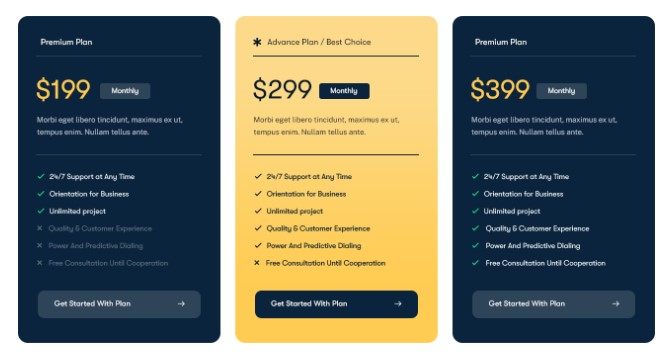 Premium Plan
$199 Monthly
Morbi eget libero tincidunt, maximus ex ut,
tempus enim. Nullam tellus ante.
24/7 Support at Any Time
Orientation for Business
Unlimited project
Quality & Customer Experience
Power And Predictive Dialing
Free Consultation Until Cooperation
Get Started With Plan
Advance Plan / Best Choice
$299 Monthly
Morbi eget libero tincidunt, maximus ex ut,
tempus enim. Nullam tellus ante.
24/7 Support at Any Time
Orientation for Business
Unlimited project
Quality & Customer Experience
Power And Predictive Dialing
Free Consultation Until Cooperation
Get Started With Plan
Premium Plan
$399 Monthly
Morbi eget libero tincidunt, maximus ex ut,
tempus enim. Nullam tellus ante.
24/7 Support at Any Time
Orientation for Business
Unlimited project
Quality & Customer Experience
Power And Predictive Dialing
Free Consultation Until Cooperation
Get Started With Plan